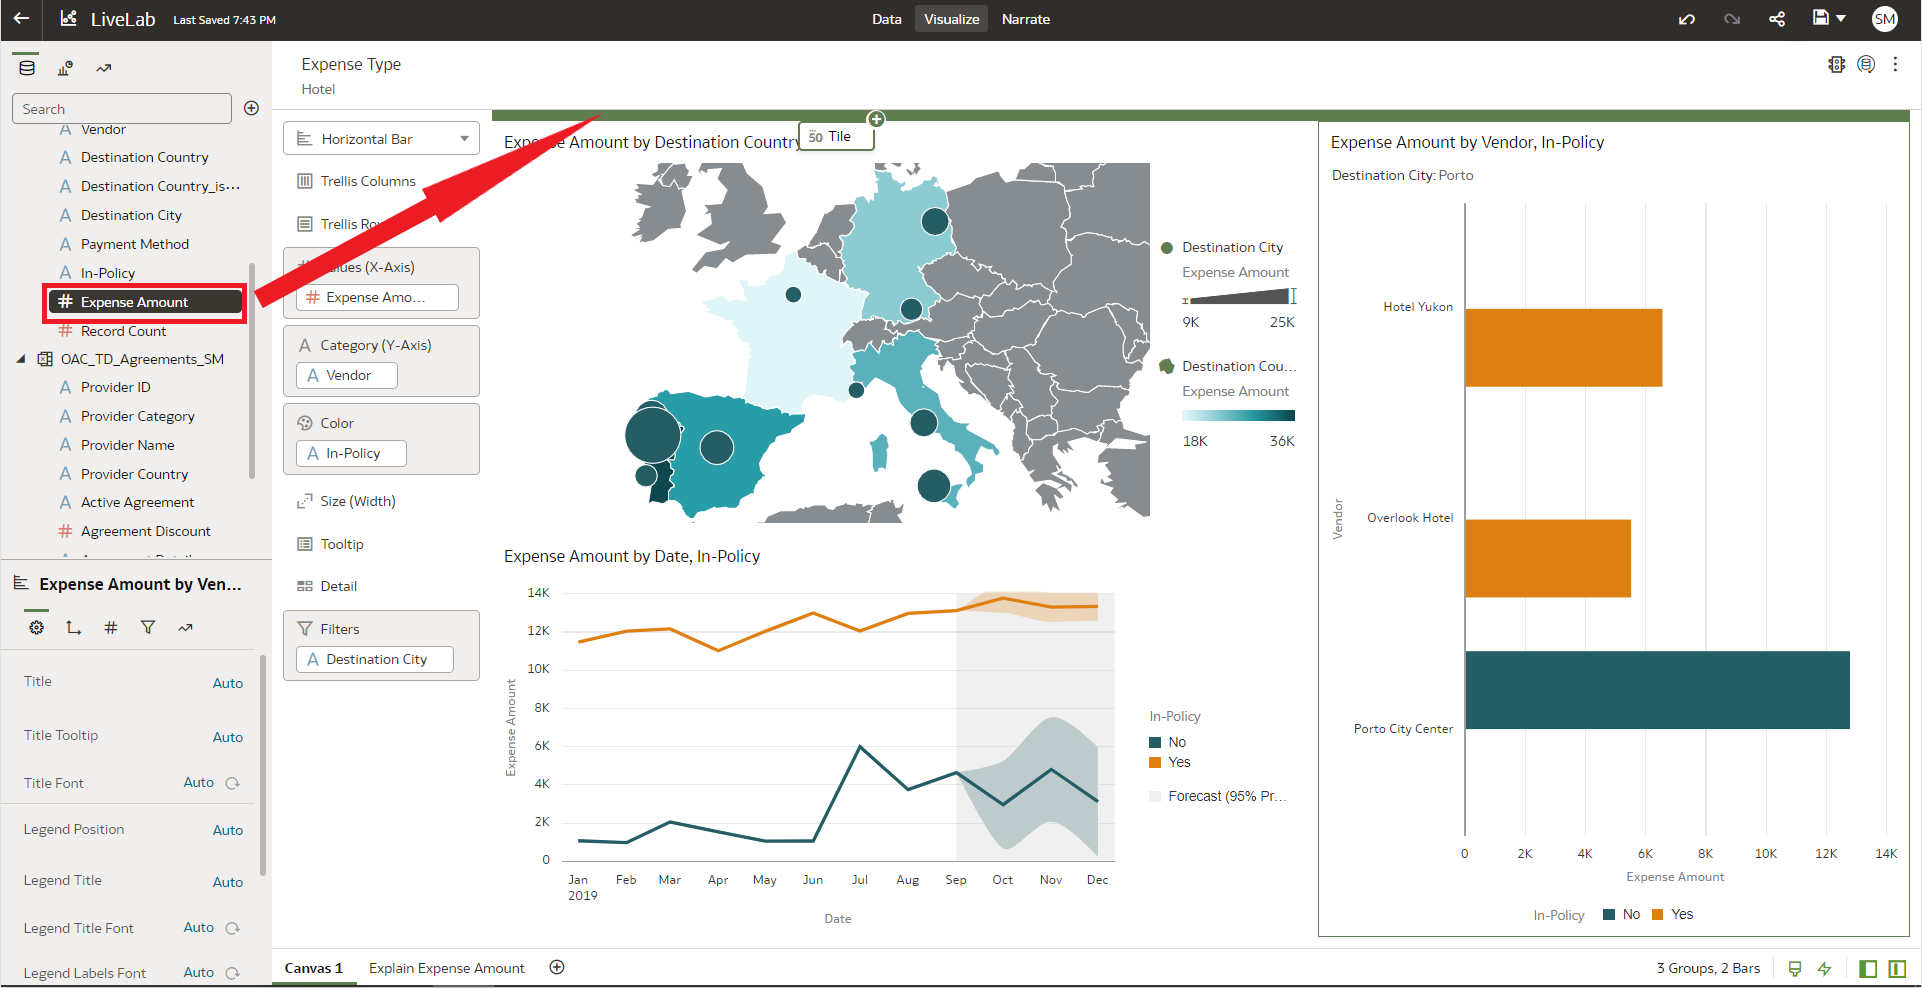 LiveLab
Last Saved 7:43 PM
Data
Visualize
Narrate
SM
Search
Vendor
Destination Country
Destination Country_is...
Destination City
Payment Method
In-Policy
Expense Amount
Record Count
OAC_TD_Agreements_SM
Provider ID
Provider Category
Provider Name
Provider Country
Active Agreement
Agreement Discount
Expense Amount by Ven...
Title
Auto
Title Tooltip
Auto
Title Font
Auto
Legend Position
Auto
Legend Title
Auto
Legend Title Font
Auto
Legend Labels Font
Auto
Expense Type
Hotel
Horizontal Bar
Trellis Columns
Trellis
(X-Axis)
Expense Amo...
Category (Y-Axis)
Vendor
Color
In-Policy
Size (Width)
Tooltip
Detail
Filters
Destination City
Expense Amount by Destination Country
50 Tile
Destination City
Expense Amount
9K
25K
Destination Cou...
Expense Amount
18K
36K
Expense Amount by Date, In-Policy
14K
12K
10K
8K
6K
4K
2K
0
Expense Amount
Jan
Feb
Mar
Apr
May
Jun
Jul
Aug
Sep
Oct
Nov
Dec
2019
Date
In-Policy
No
Yes
Forecast (95% Pr...
Expense Amount by Vendor, In-Policy
Destination City: Porto
Hotel Yukon
Overlook Hotel
Porto City Center
Vendor
0
2K
4K
6K
8K
10K
12K
14K
Expense Amount
In-Policy
No
Yes
Canvas 1
Explain Expense Amount
3 Groups, 2 Bars